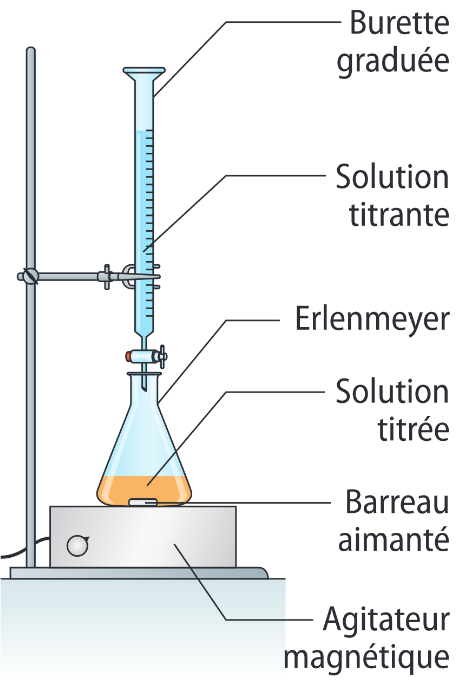 Burette
graduée
Solution
titrante
Erlenmeyer
Solution
titrée
Barreau
aimanté
Agitateur
magnétique